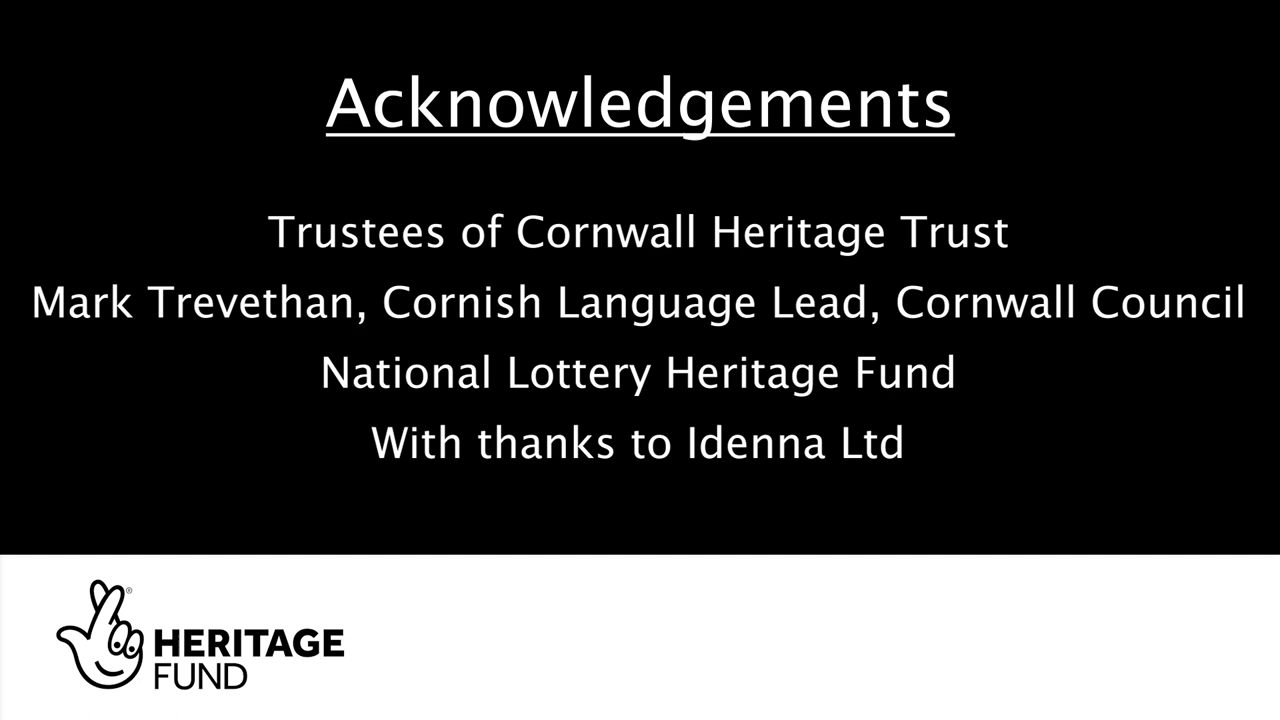 Acknowledgements
Trustees of Cornwall Heritage Trust
Mark Trevethan, Cornish Language Lead, Cornwall Council
National Lottery Heritage Fund
With thanks to Idenna Ltd
®
HERITAGE
FUND